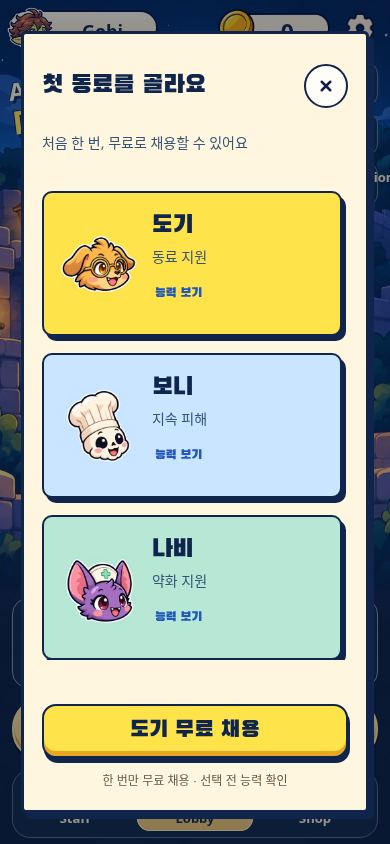 Gobi
0
첫 동료를 골라요
처음 한 번, 무료로 채용할 수 있어요
도기
동료 지원
능력 보기
보니
지속 피해
능력 보기
나비
약화 지원
능력 보기
도기 무료 채용
한 번만 무료 채용 · 선택 전 능력 확인
Staff
Lobby
Shop